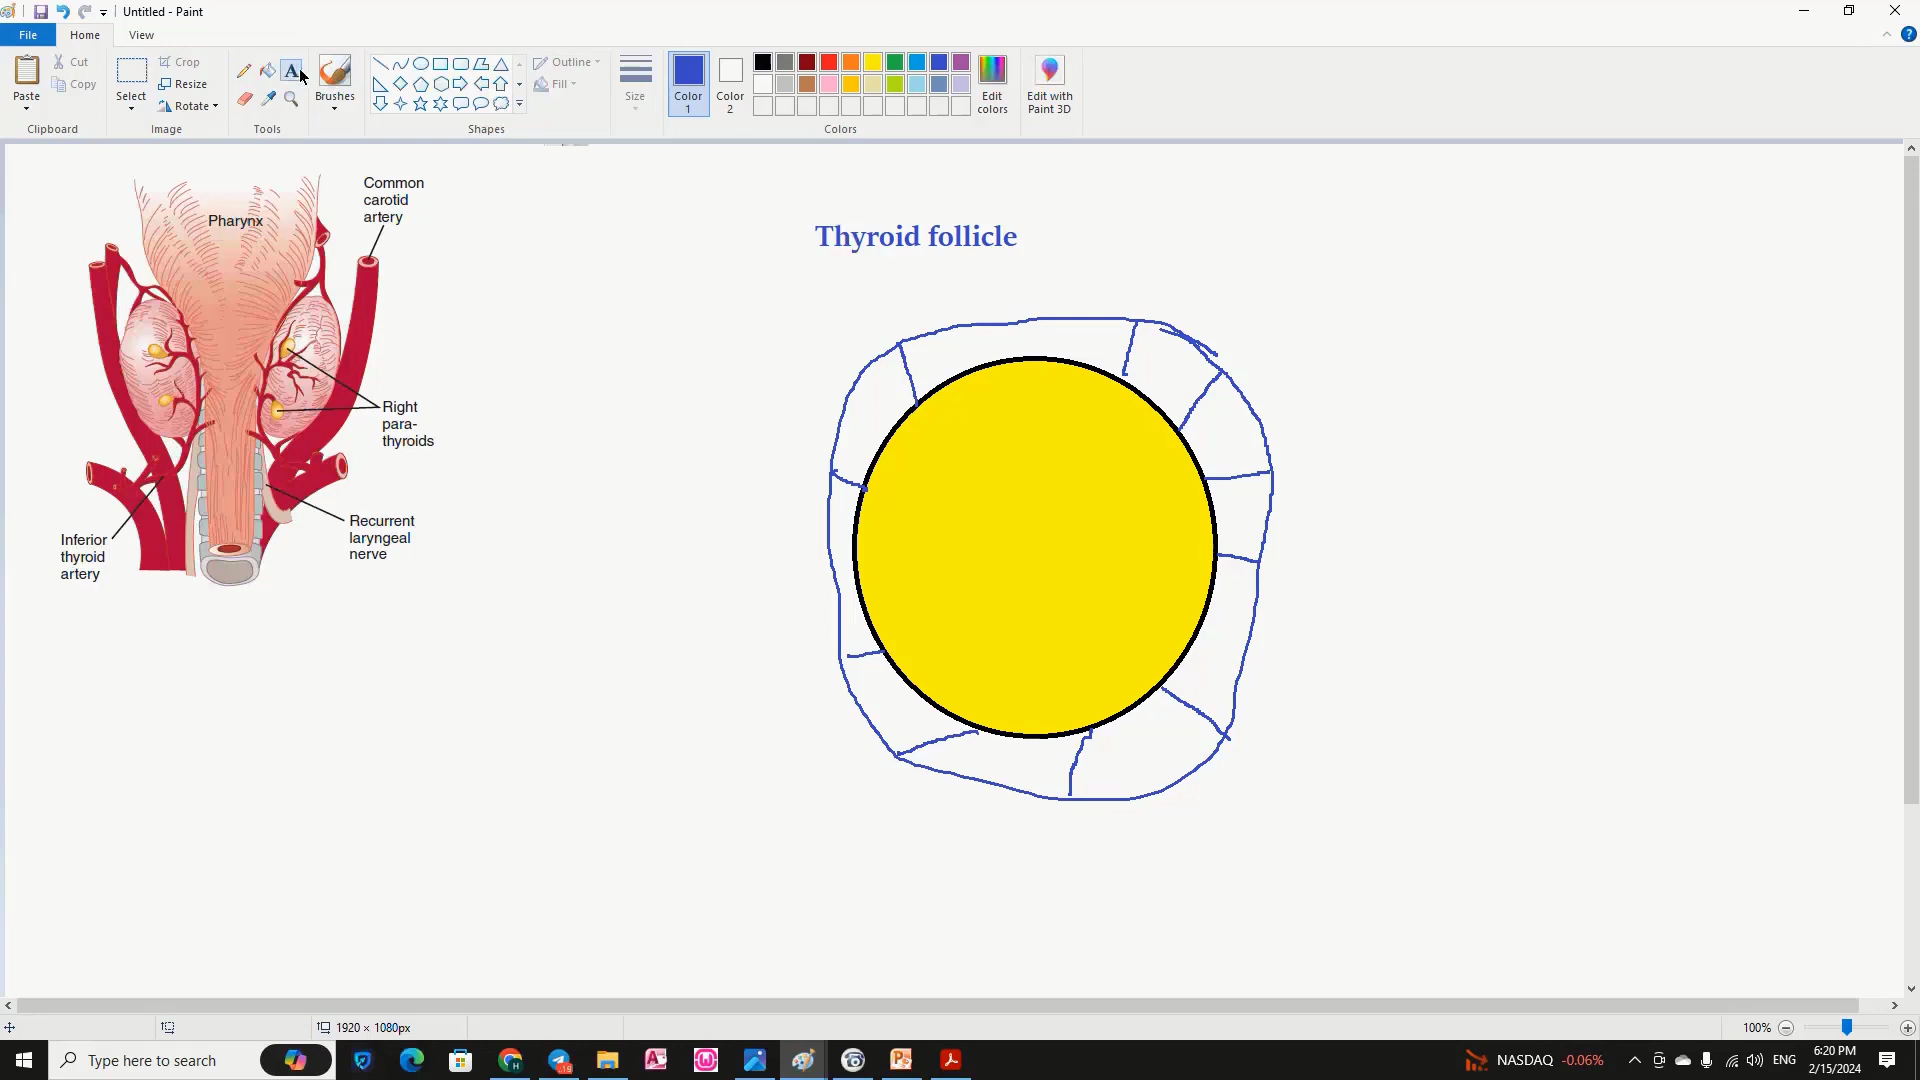 Untitled - Paint
File
Home
View
Paste
Cut
Copy
Clipboard
Select
Crop
Resize
Rotate
Image
A
Tools
Brushes
Shapes
Outline
Fill
Size
Color
1
Color
2
Colors
Edit
colors
Edit with
Paint 3D
Pharynx
Common
carotid
artery
Right
para-
thyroids
Recurrent
laryngeal
nerve
Inferior
thyroid
artery
Thyroid follicle
1920 × 1080px
100%
Type here to search
NASDAQ -0.06%
ENG
6:20 PM
2/15/2024